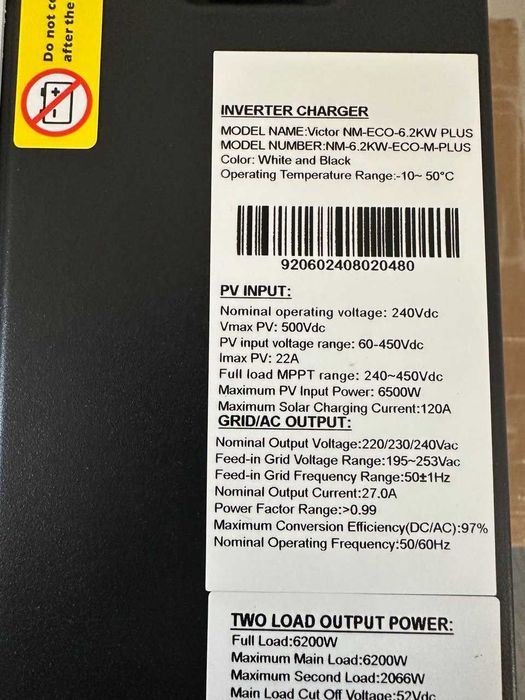 Do not co
after the
INVERTER CHARGER
MODEL NAME:Victor NM-ECO-6.2KW PLUS
MODEL NUMBER:NM-6.2KW-ECO-M-PLUS
Color: White and Black
Operating Temperature Range:-10~ 50°C
920602408020480
PV INPUT:
Nominal operating voltage: 240Vdc
Vmax PV: 500Vdc
PV input voltage range: 60-450Vdc
Imax PV: 22A
Full load MPPT range: 240~450Vdc
Maximum PV Input Power: 6500W
Maximum Solar Charging Current:120A
GRID/AC OUTPUT:
Nominal Output Voltage:220/230/240Vac
Feed-in Grid Voltage Range:195~253Vac
Feed-in Grid Frequency Range:50±1Hz
Nominal Output Current:27.0A
Power Factor Range:>0.99
Maximum Conversion Efficiency(DC/AC):97%
Nominal Operating Frequency:50/60Hz
TWO LOAD OUTPUT POWER:
Full Load:6200W
Maximum Main Load:6200W
Maximum Second Load:2066W
Main Load Cut Off Voltage:52Vdc